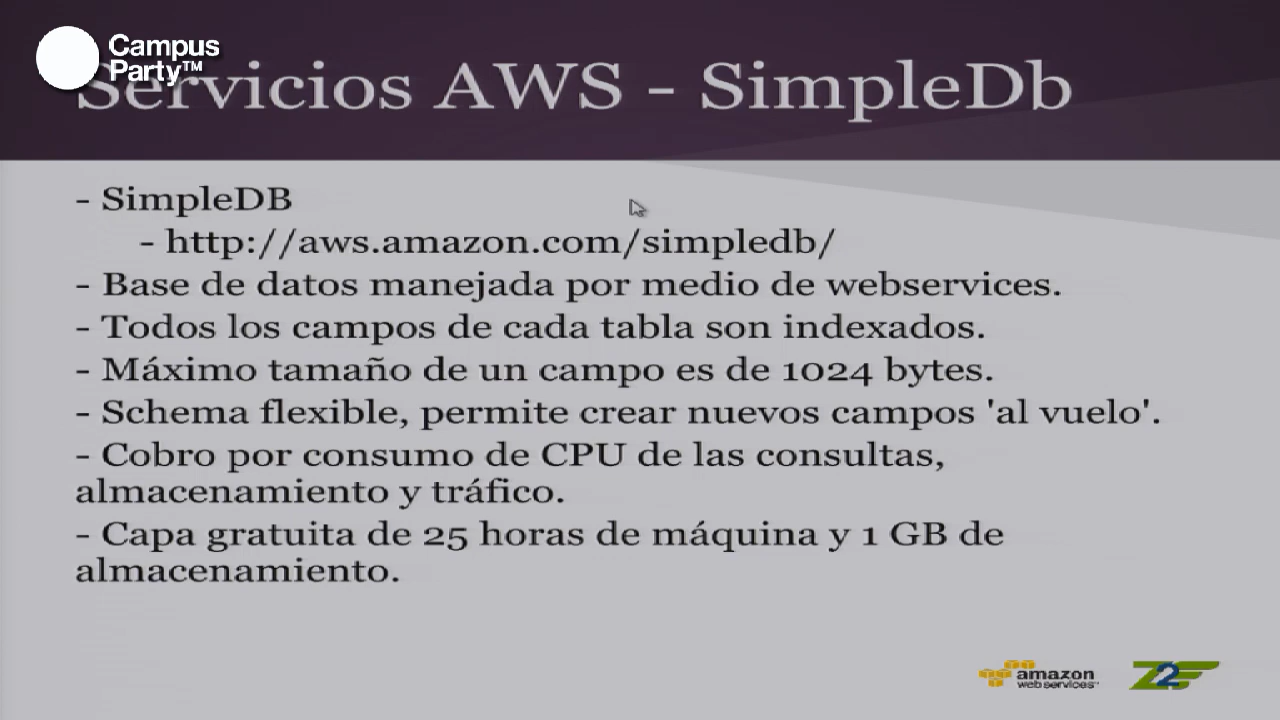 Campus
Party™
Servicios AWS - SimpleDb
- SimpleDB
- http://aws.amazon.com/simpledb/
- Base de datos manejada por medio de webservices.
- Todos los campos de cada tabla son indexados.
- Máximo tamaño de un campo es de 1024 bytes.
- Schema flexible, permite crear nuevos campos 'al vuelo'.
- Cobro por consumo de CPU de las consultas,
almacenamiento y tráfico.
- Capa gratuita de 25 horas de máquina y 1 GB de
almacenamiento.
amazon
web services™
Z2F